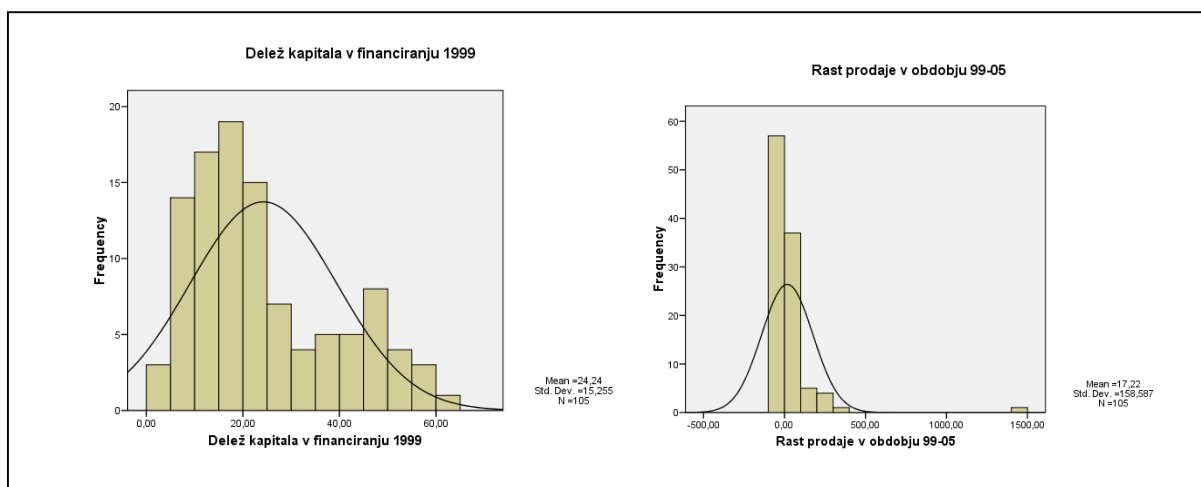 Delež kapitala v financiranju 1999
20
15
10
5
0
Frequency
0,00 20,00 40,00 60,00
Delež kapitala v financiranju 1999
Mean =24,24
Std. Dev. =15,255
N =105
Rast prodaje v obdobju 99-05
60
50
40
30
20
10
0
Frequency
-500,00 0,00 500,00 1000,00 1500,00
Rast prodaje v obdobju 99-05
Mean =17,22
Std. Dev. =158,587
N =105